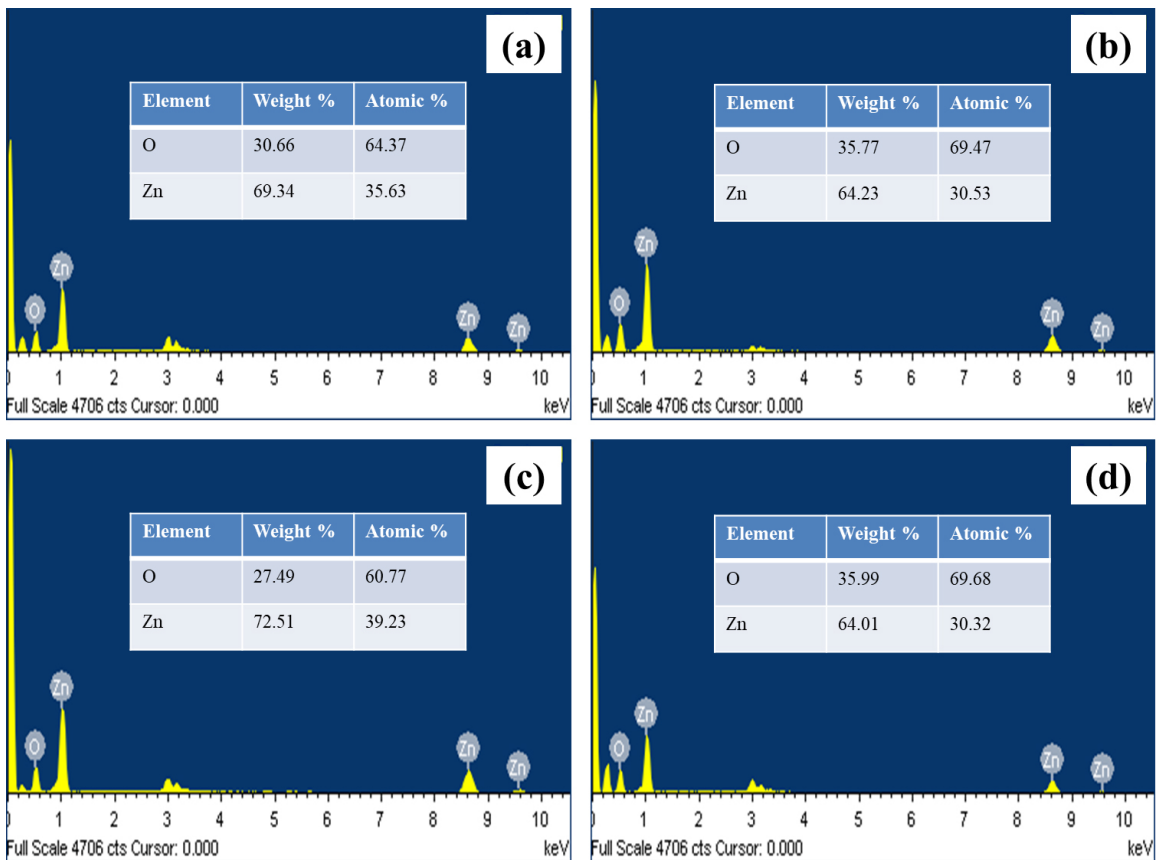 (a)
Element Weight % Atomic %
O 30.66 64.37
Zn 69.34 35.63
Zn
O
Zn
Zn
0 1 2 3 4 5 6 7 8 9 10
Full Scale 4706 cts Cursor: 0.000 keV
(b)
Element Weight % Atomic %
O 35.77 69.47
Zn 64.23 30.53
Zn
O
Zn
Zn
0 1 2 3 4 5 6 7 8 9 10
Full Scale 4706 cts Cursor: 0.000 keV
(c)
Element Weight % Atomic %
O 27.49 60.77
Zn 72.51 39.23
Zn
O
Zn
Zn
0 1 2 3 4 5 6 7 8 9 10
Full Scale 4706 cts Cursor: 0.000 keV
(d)
Element Weight % Atomic %
O 35.99 69.68
Zn 64.01 30.32
Zn
O
Zn
Zn
0 1 2 3 4 5 6 7 8 9 10
Full Scale 4706 cts Cursor: 0.000 keV